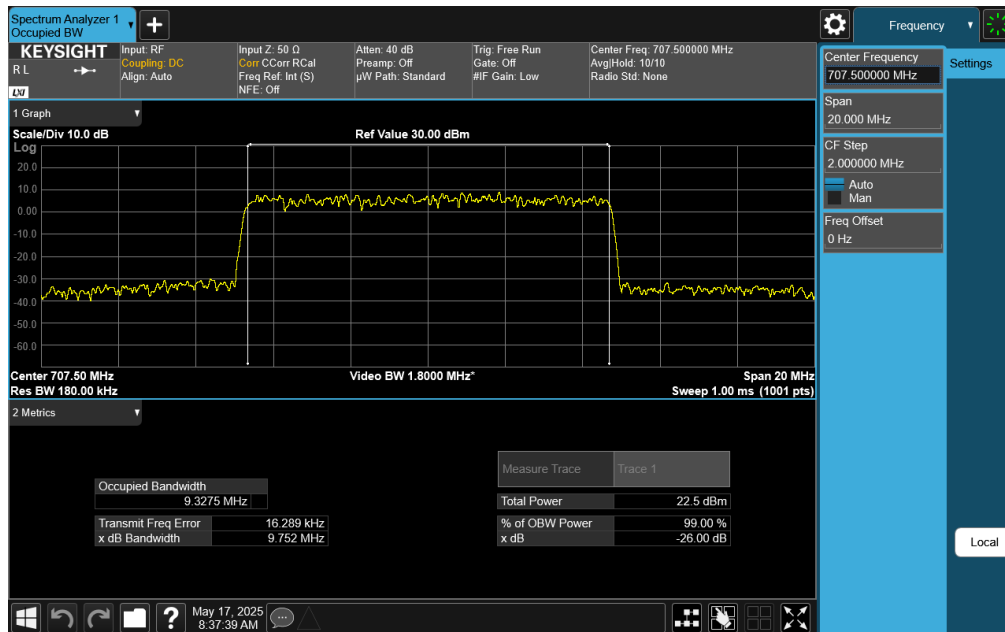 Spectrum Analyzer 1
Occupied BW
Frequency
KEYSIGHT
R L
LXI
Input: RF
Coupling: DC
Align: Auto
Input Z: 50 Ω
Corr CCorr RCal
Freq Ref: Int (S)
NFE: Off
Atten: 40 dB
Preamp: Off
µW Path: Standard
Trig: Free Run
Gate: Off
#IF Gain: Low
Center Freq: 707.500000 MHz
Avg|Hold: 10/10
Radio Std: None
Center Frequency
707.500000 MHz
Settings
Span
20.000 MHz
CF Step
2.000000 MHz
Auto
Man
Freq Offset
0 Hz
Local
1 Graph
Scale/Div 10.0 dB
Ref Value 30.00 dBm
Log
20.0
10.0
0.00
-10.0
-20.0
-30.0
-40.0
-50.0
-60.0
Center 707.50 MHz
Video BW 1.8000 MHz*
Span 20 MHz
Res BW 180.00 kHz
Sweep 1.00 ms (1001 pts)
2 Metrics
Measure Trace Trace 1
Occupied Bandwidth
9.3275 MHz
Total Power 22.5 dBm
Transmit Freq Error 16.289 kHz
% of OBW Power 99.00 %
x dB Bandwidth 9.752 MHz
x dB -26.00 dB
?
May 17, 2025
8:37:39 AM